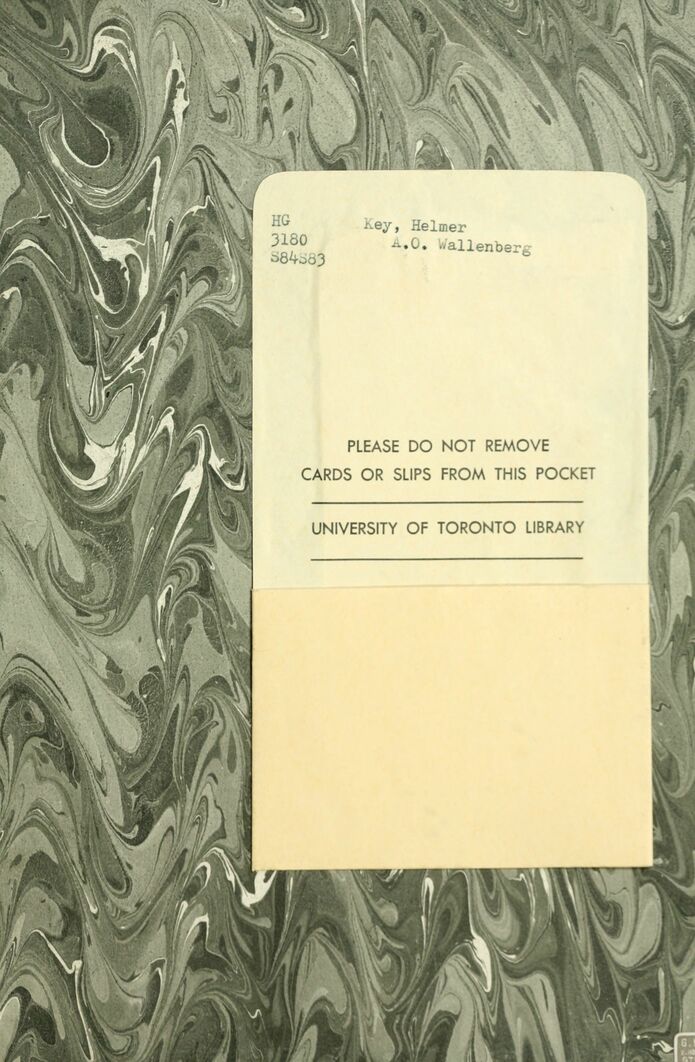 HG
3180
S84S83
Key, Helmer
A.O. Wallenberg
PLEASE DO NOT REMOVE
CARDS OR SLIPS FROM THIS POCKET
UNIVERSITY OF TORONTO LIBRARY